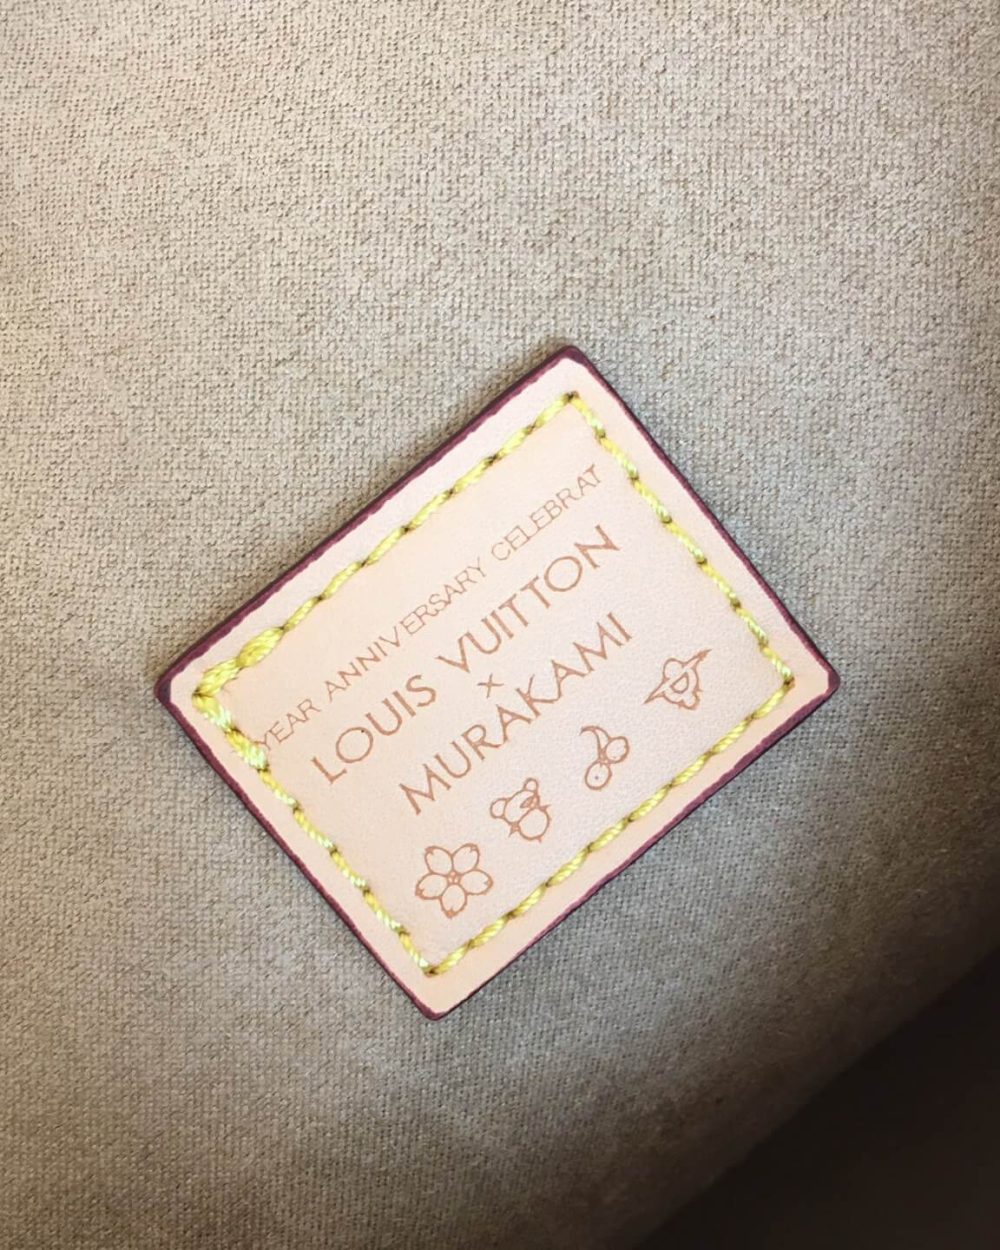 YEAR ANNIVERSARY CELEBRAT
LOUIS VUITTON
×
MURAKAMI